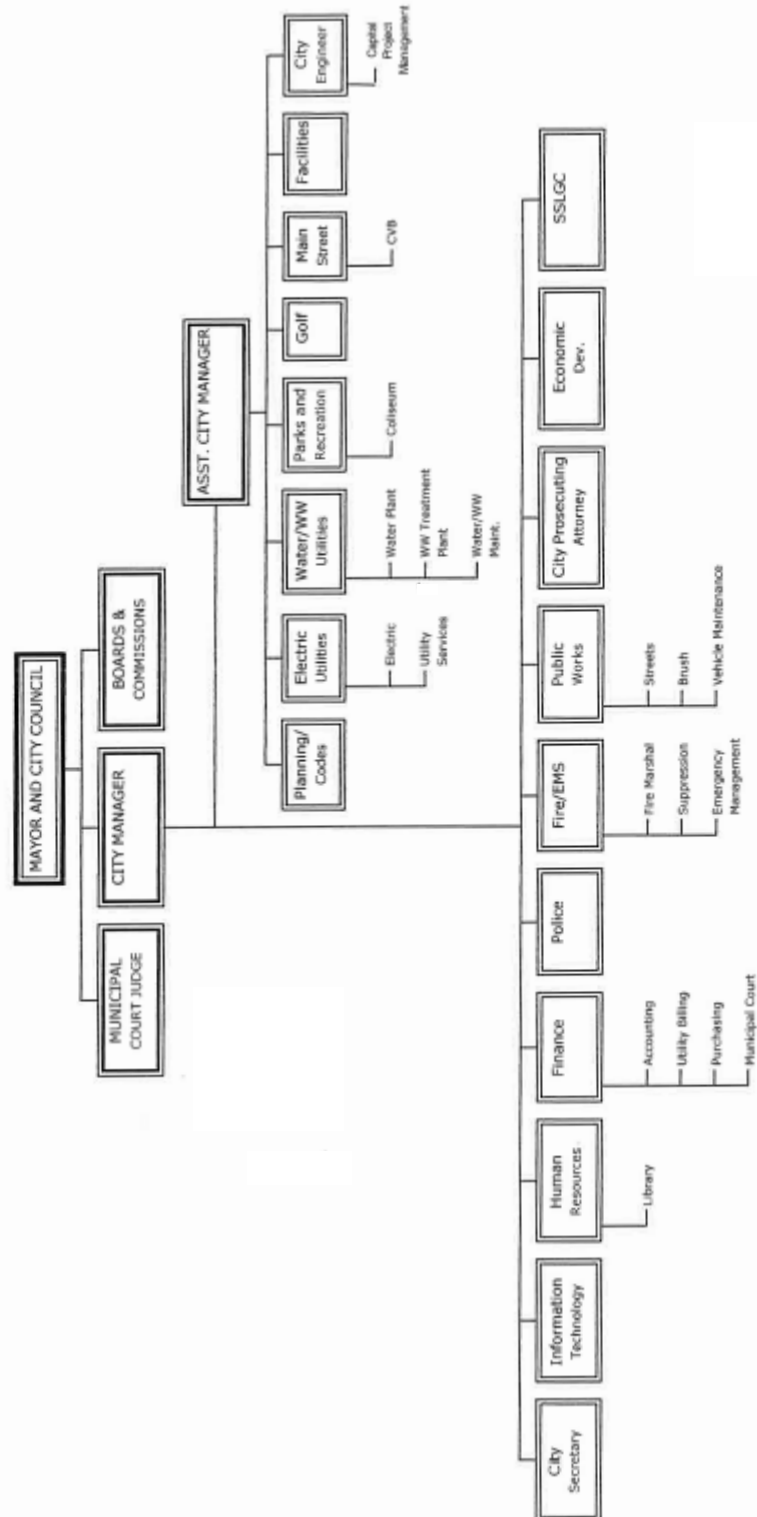 MAYOR AND CITY COUNCIL
MUNICIPAL
COURT JUDGE
CITY MANAGER
BOARDS &
COMMISSIONS
ASST. CITY MANAGER
Planning/
Codes
Electric
Utilities
Electric
Utility
Services
Water/WW
Utilities
Water Plant
WW Treatment
Plant
Water/WW
Maint.
Parks and
Recreation
Coliseum
Golf
Main
Street
CVB
Facilities
City
Engineer
Capital
Project
Management
City
Secretary
Information
Technology
Human
Resources
Library
Finance
Accounting
Utility Billing
Purchasing
Municipal Court
Police
Fire/EMS
Fire Marshal
Suppression
Emergency
Management
Public
Works
Streets
Brush
Vehicle Maintenance
City Prosecuting
Attorney
Economic
Dev.
SSLGC